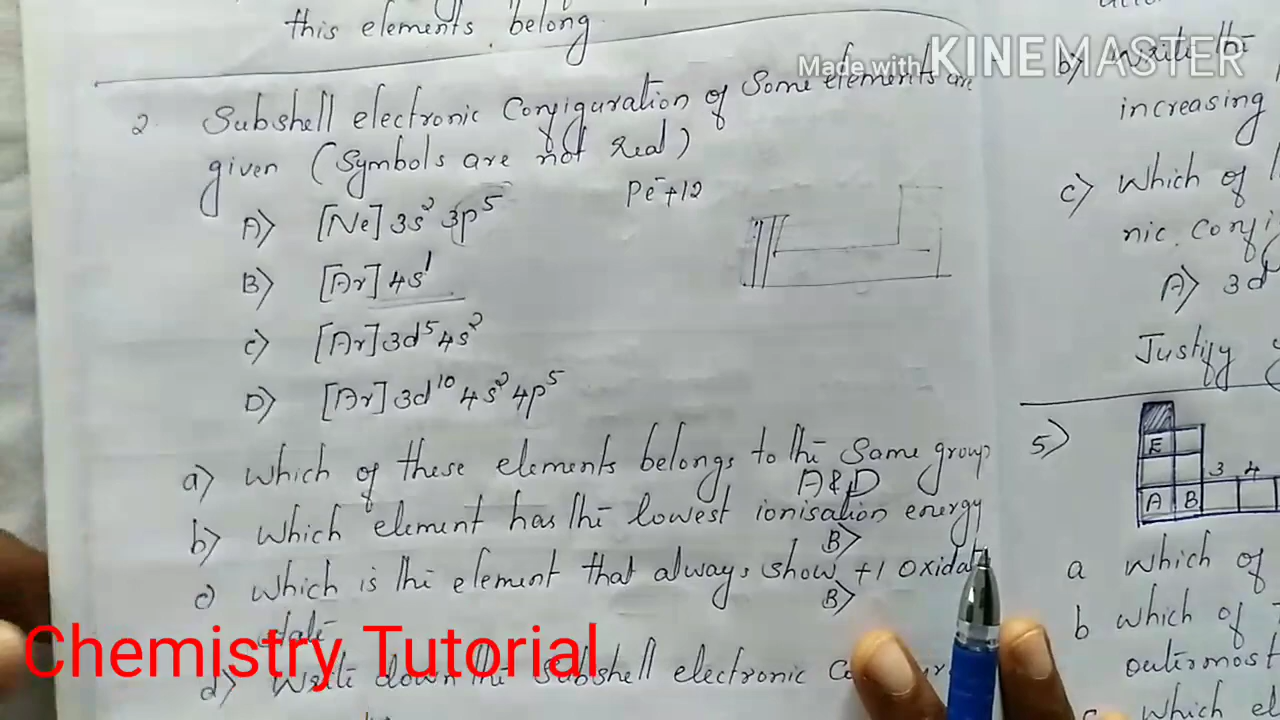 this elements belong
Made with KINEMASTER
2. Subshell electronic Configuration of Some elements are
given (Symbols are not real)
A) [Ne] 3s² 3p⁵
pe⁻+12
B) [Ar] 4s¹
C) [Ar] 3d⁵ 4s²
D) [Ar] 3d¹⁰ 4s² 4p⁵
a) Which of these elements belongs to the Same group
A & D
b) Which element has the lowest ionisation energy
B)
c) Which is the element that always show +1 oxidat
B)
state
d) Write down the Subshell electronic
Chemistry Tutorial
b) Write the
increasing
c) Which of
nic
A) 3d
Justify
5)
E
3 4
A B
a which of
b which of
outermost
c which el